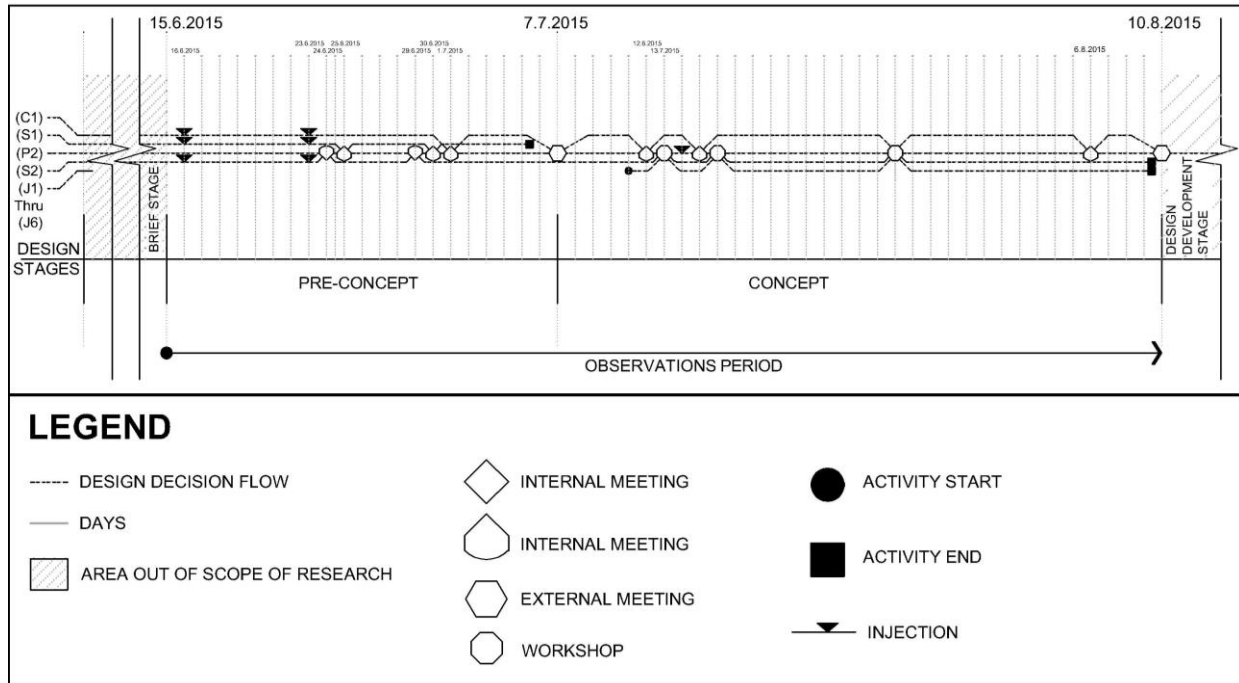 15.6.2015
7.7.2015
10.8.2015
16.6.2015
23.6.2015
24.6.2015
25.6.2015
29.6.2015
30.6.2015
1.7.2015
12.8.2015
13.7.2015
6.8.2015
(C1)
(S1)
(P2)
(S2)
(J1)
Thru
(J6)
DESIGN
STAGES
BRIEF STAGE
DESIGN
DEVELOPMENT
STAGE
PRE-CONCEPT
CONCEPT
OBSERVATIONS PERIOD
LEGEND
DESIGN DECISION FLOW
DAYS
AREA OUT OF SCOPE OF RESEARCH
INTERNAL MEETING
INTERNAL MEETING
EXTERNAL MEETING
WORKSHOP
ACTIVITY START
ACTIVITY END
INJECTION